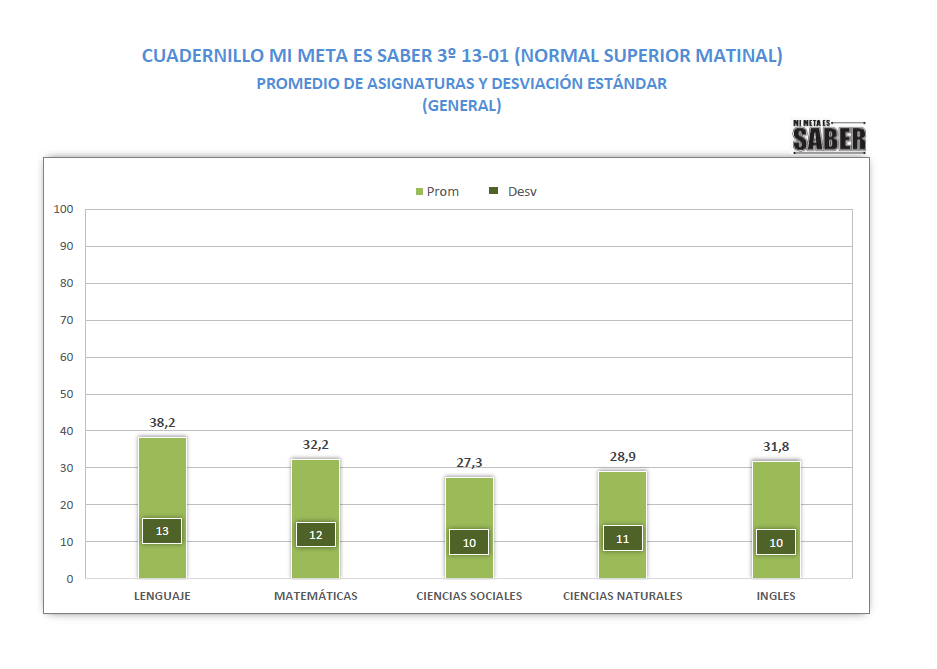 CUADERNILLO MI META ES SABER 3º 13-01 (NORMAL SUPERIOR MATINAL)
PROMEDIO DE ASIGNATURAS Y DESVIACIÓN ESTÁNDAR
(GENERAL)
MI META ES
SABER
Prom Desv
100
90
80
70
60
50
40
30
20
10
0
38,2 32,2 27,3 28,9 31,8
13 12 10 11 10
LENGUAJE MATEMÁTICAS CIENCIAS SOCIALES CIENCIAS NATURALES INGLES